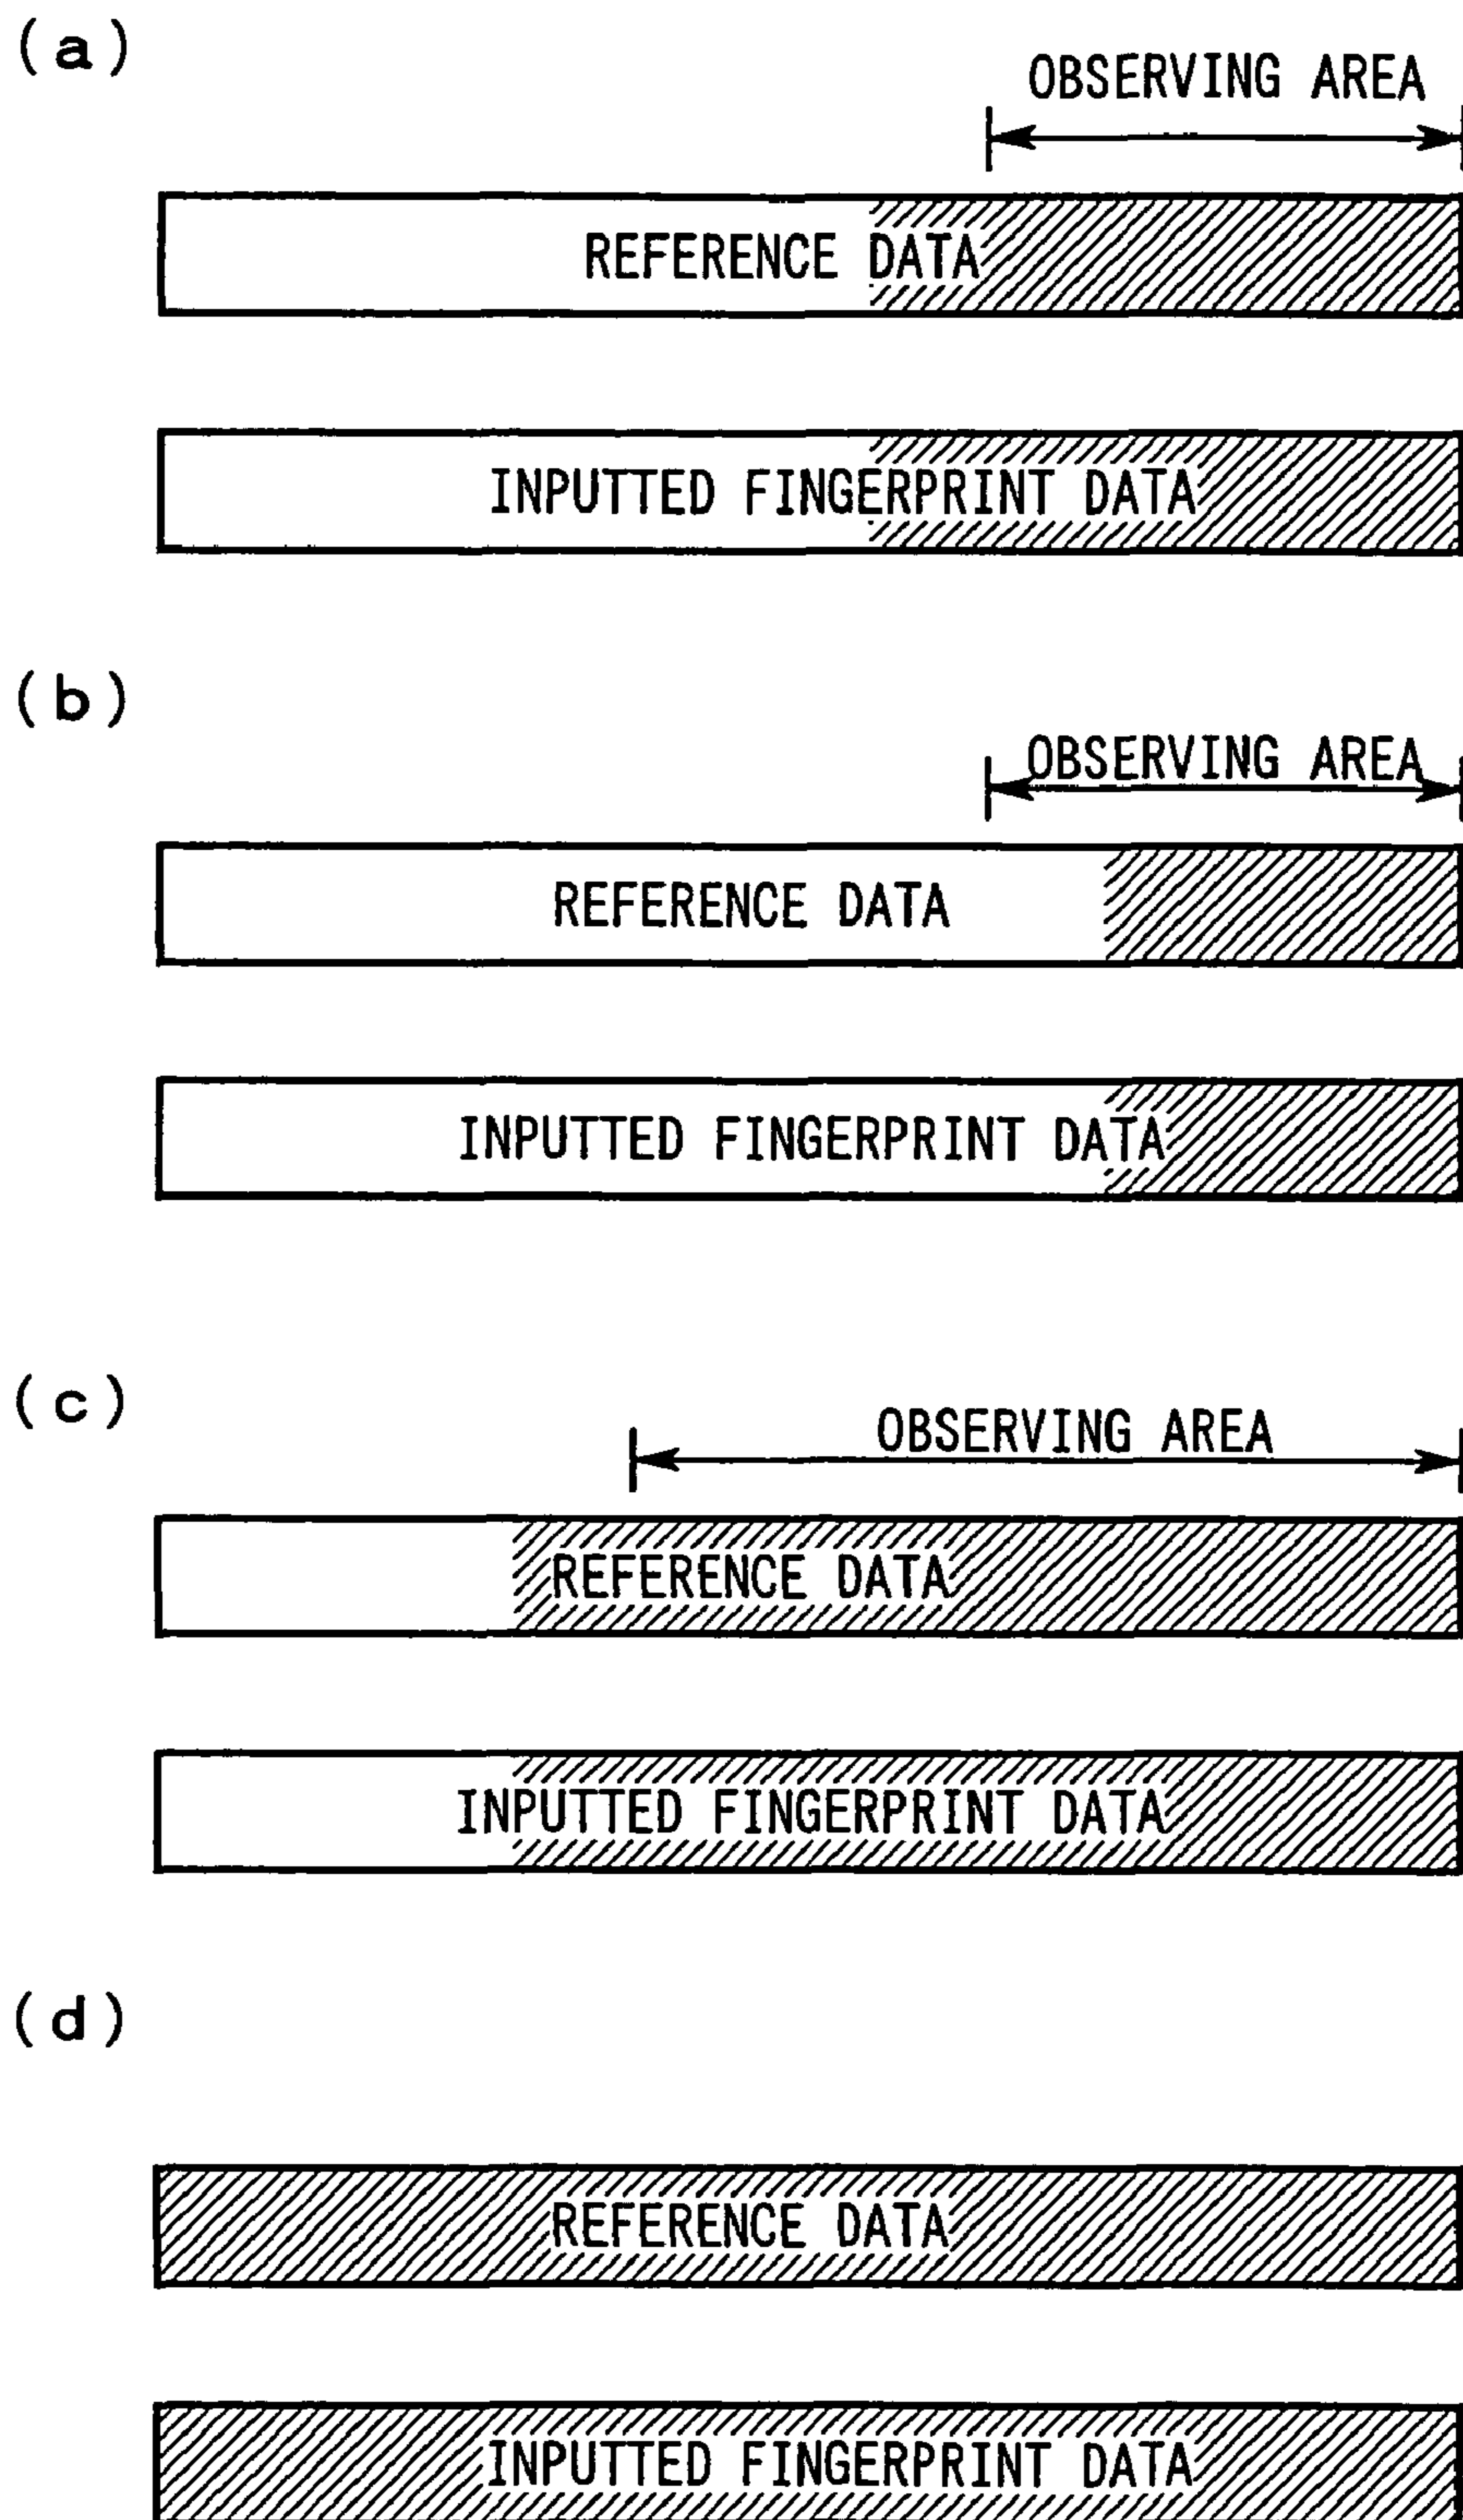 (a)
OBSERVING AREA
REFERENCE DATA
INPUTTED FINGERPRINT DATA
(b)
OBSERVING AREA
REFERENCE DATA
INPUTTED FINGERPRINT DATA
(c)
OBSERVING AREA
REFERENCE DATA
INPUTTED FINGERPRINT DATA
(d)
REFERENCE DATA
INPUTTED FINGERPRINT DATA